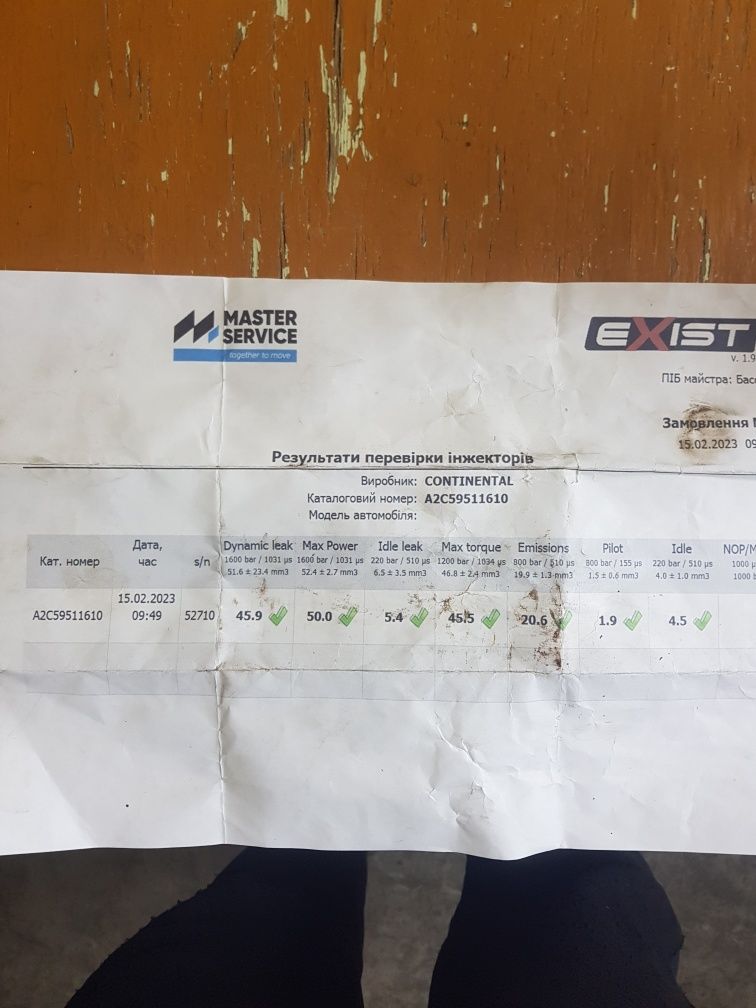 MASTER
SERVICE
together to move
EXIST
v. 1.9
ПІБ майстра:
Замовлення
15.02.2023 09
Результати перевірки інжекторів
Виробник: CONTINENTAL
Каталоговий номер: A2C59511610
Модель автомобіля:
Кат. номер Дата, час s/n Dynamic leak Max Power Idle leak Max torque Emissions Pilot Idle NOP/M
1600 bar / 1031 µs 1600 bar / 1031 µs 220 bar / 510 µs 1200 bar / 1034 µs 800 bar / 510 µs 800 bar / 155 µs 220 bar / 510 µs 1000 µ
51.6 ± 23.4 mm3 52.4 ± 2.7 mm3 6.5 ± 3.5 mm3 46.8 ± 2.4 mm3 19.9 ± 1.3 mm3 1.5 ± 0.6 mm3 4.0 ± 1.0 mm3 1000 b
A2C59511610 15.02.2023 09:49 52710 45.9 50.0 5.4 45.5 20.6 1.9 4.5